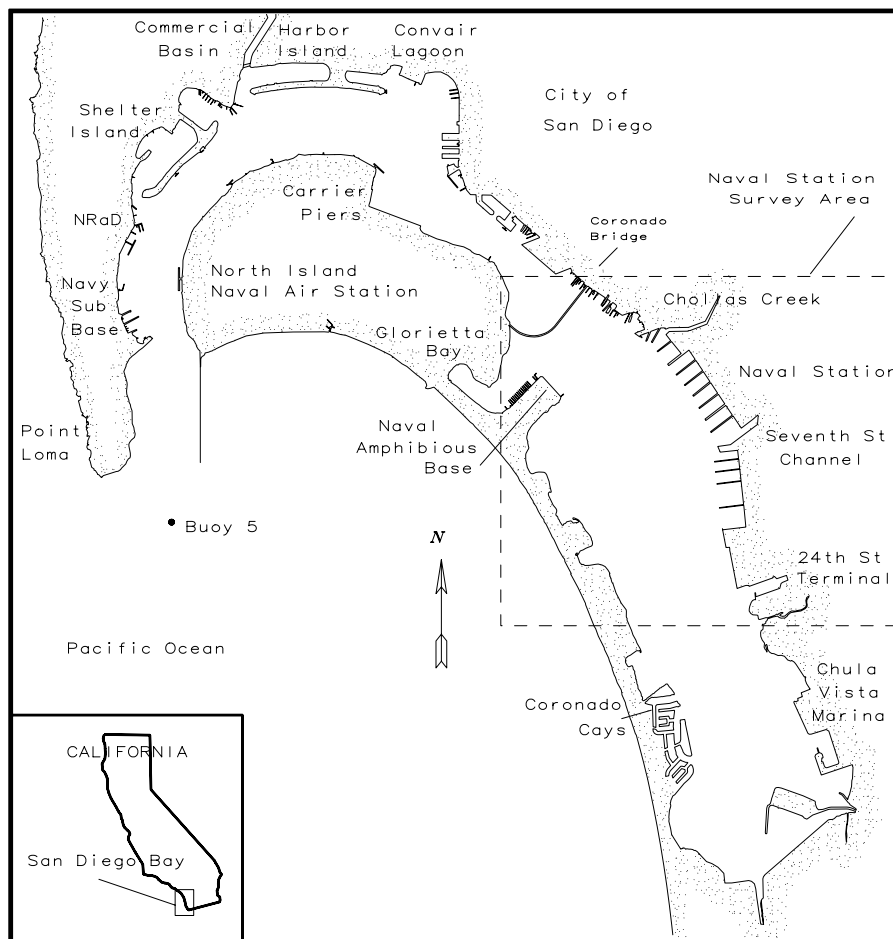 Commercial
Basin
Harbor
Island
Convair
Lagoon
Shelter
Island
City of
San Diego
Carrier
Piers
Naval Station
Survey Area
NRaD
Coronado
Bridge
North Island
Naval Air Station
Navy
Sub
Base
Chollas Creek
Glorietta
Bay
Naval Station
Point
Loma
Naval
Amphibious
Base
Seventh St
Channel
Buoy 5
N
24th St
Terminal
Pacific Ocean
Chula
Vista
Marina
Coronado
Cays
CALIFORNIA
San Diego Bay